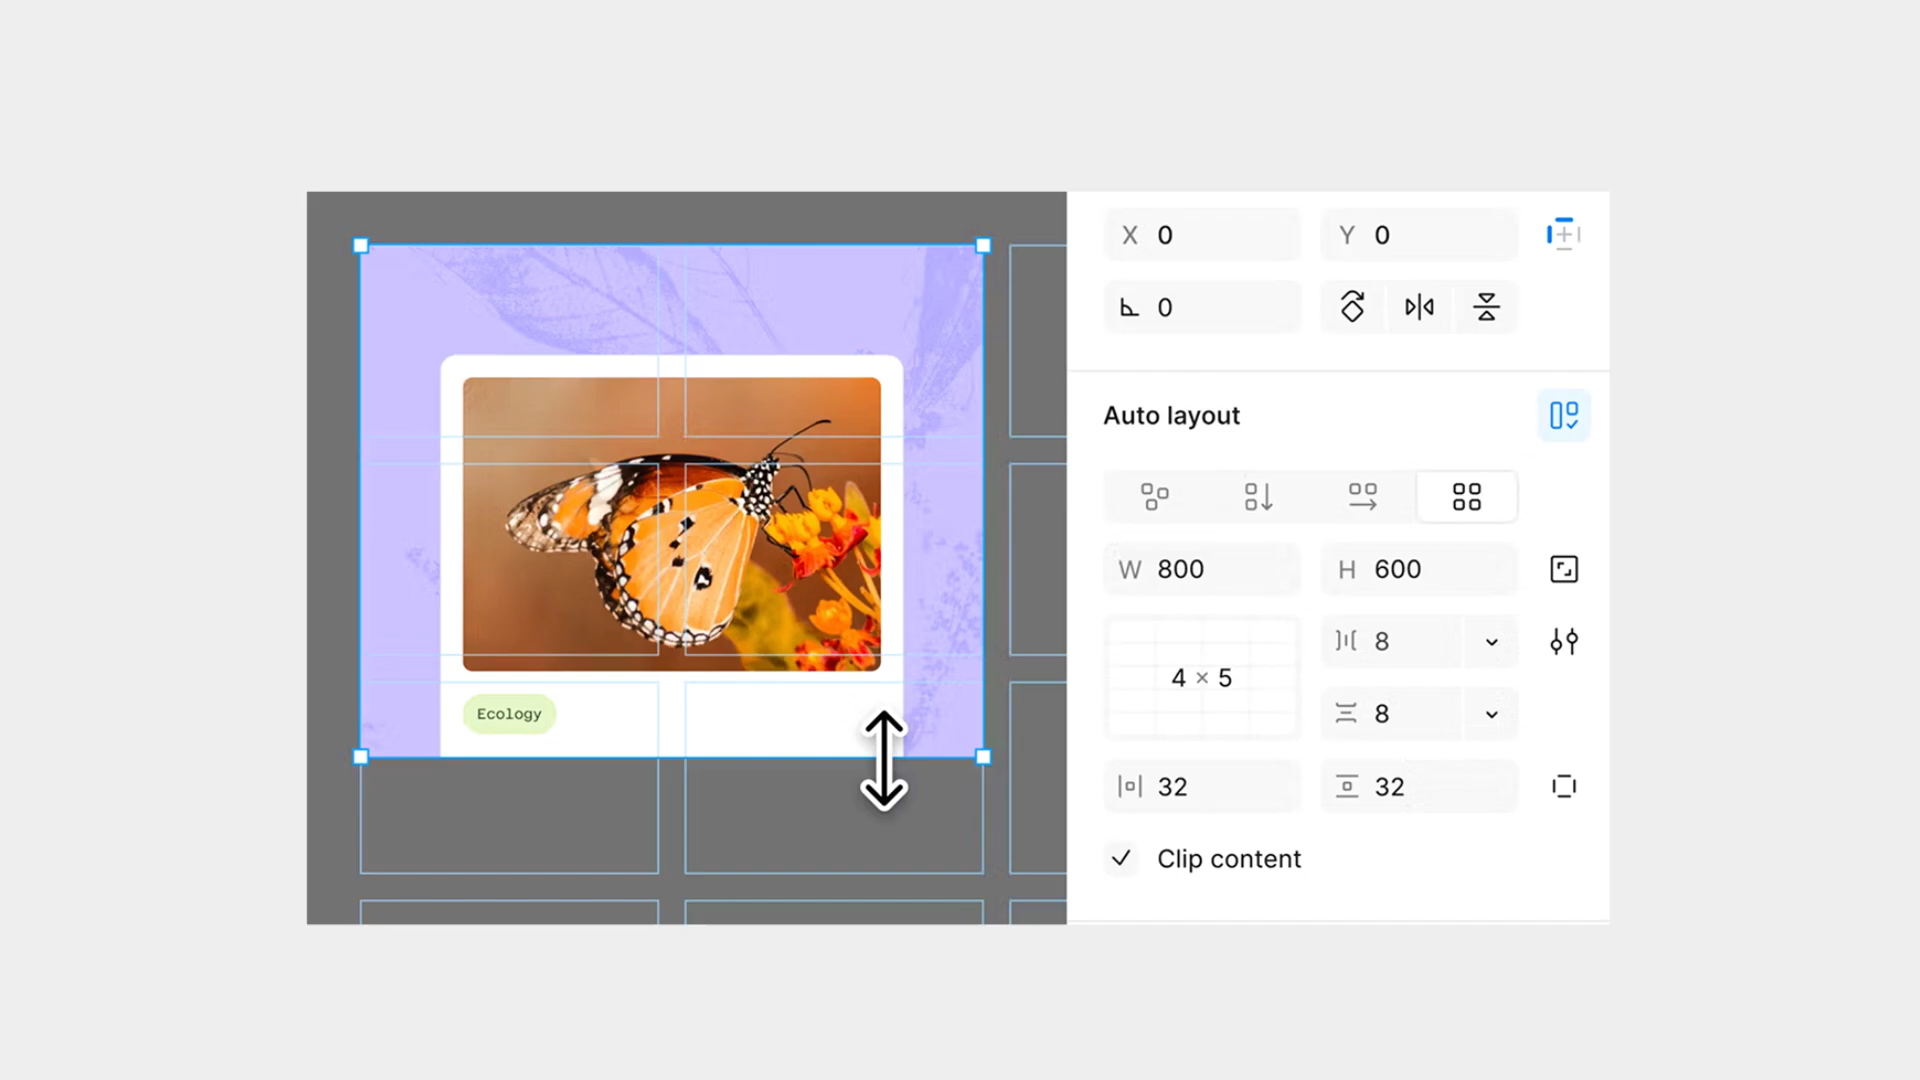 Ecology
X 0
Y 0
0
Auto layout
W 800
H 600
4 × 5
8
8
32
32
Clip content